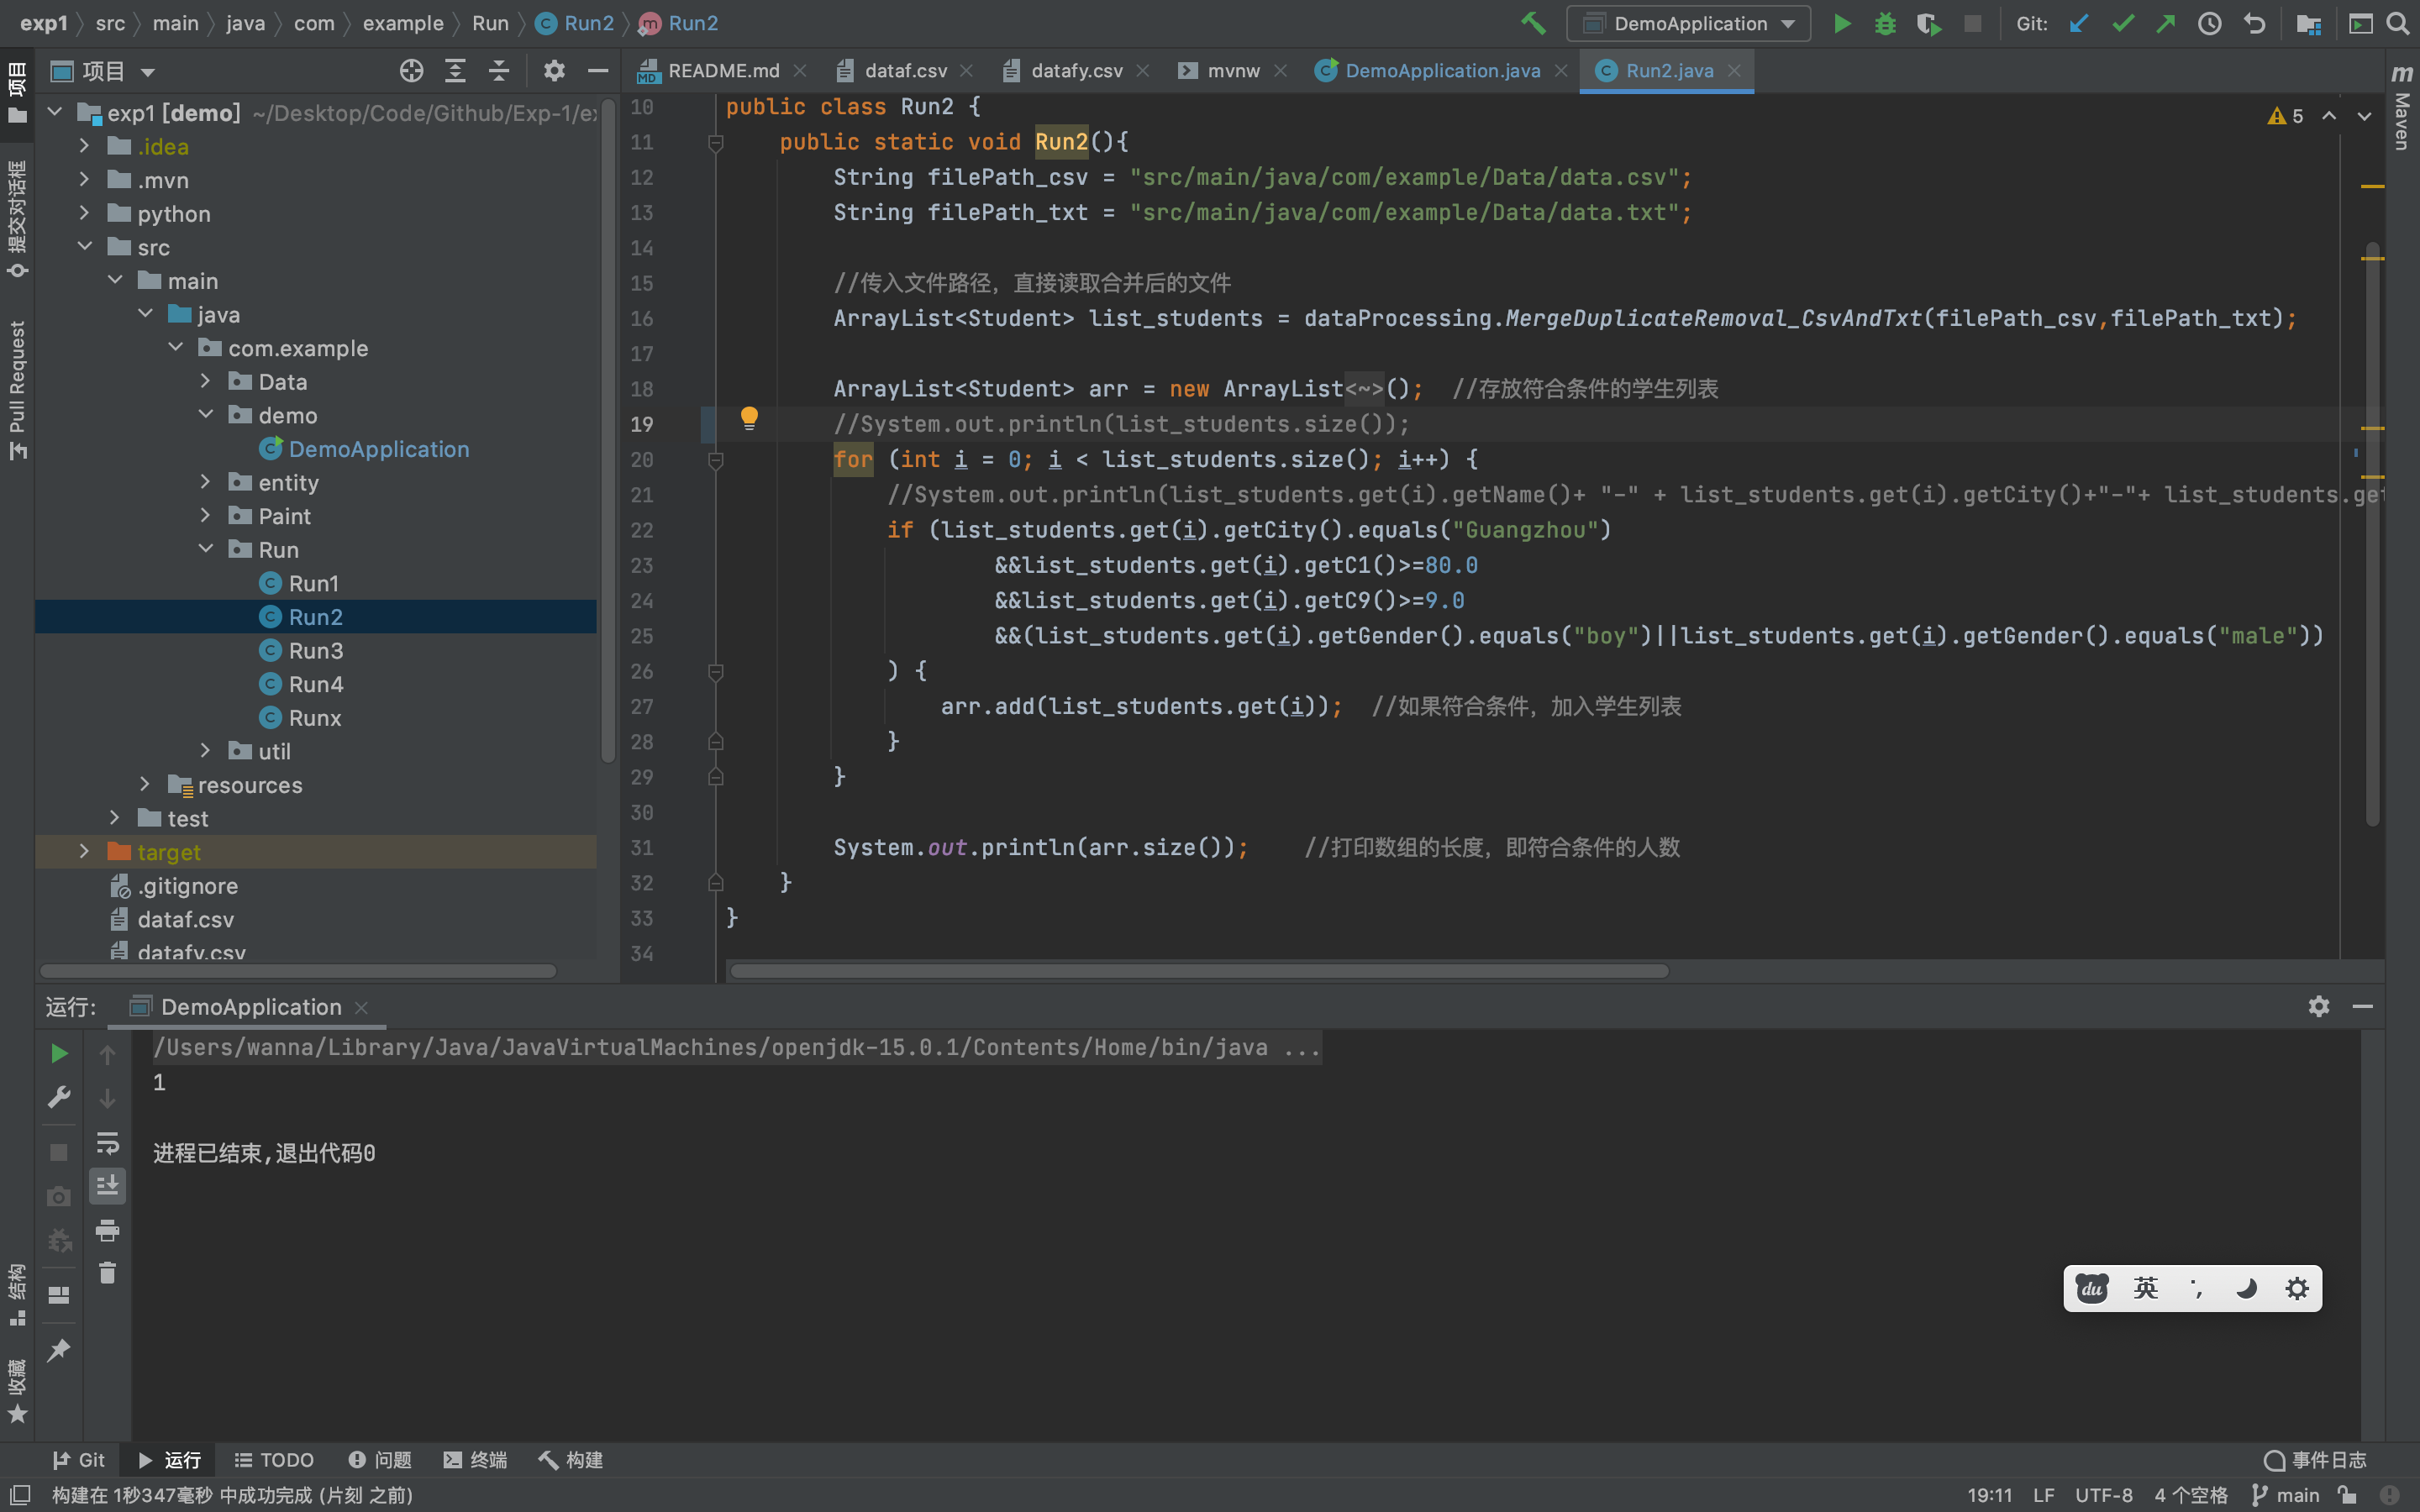 exp1 src main java com example Run Run2 Run2
DemoApplication Git:
项目
README.md dataf.csv datafy.csv mvnw DemoApplication.java Run2.java
项目
提交对话框
Pull Request
结构
收藏
Maven
exp1 [demo] ~/Desktop/Code/Github/Exp-1/ex
.idea
.mvn
python
src
main
java
com.example
Data
demo
DemoApplication
entity
Paint
Run
Run1
Run2
Run3
Run4
Runx
util
resources
test
target
.gitignore
dataf.csv
datafy.csv
5
10 public class Run2 {
11 public static void Run2(){
12 String filePath_csv = "src/main/java/com/example/Data/data.csv";
13 String filePath_txt = "src/main/java/com/example/Data/data.txt";
14
15 //传入文件路径，直接读取合并后的文件
16 ArrayList<Student> list_students = dataProcessing.MergeDuplicateRemoval_CsvAndTxt(filePath_csv,filePath_txt);
17
18 ArrayList<Student> arr = new ArrayList<~>(); //存放符合条件的学生列表
19 //System.out.println(list_students.size());
20 for (int i = 0; i < list_students.size(); i++) {
21 //System.out.println(list_students.get(i).getName()+ "-" + list_students.get(i).getCity()+"-"+ list_students.get
22 if (list_students.get(i).getCity().equals("Guangzhou")
23 &&list_students.get(i).getC1()>=80.0
24 &&list_students.get(i).getC9()>=9.0
25 &&(list_students.get(i).getGender().equals("boy")||list_students.get(i).getGender().equals("male"))
26 ) {
27 arr.add(list_students.get(i)); //如果符合条件，加入学生列表
28 }
29 }
30
31 System.out.println(arr.size()); //打印数组的长度，即符合条件的人数
32 }
33 }
34
运行: DemoApplication
/Users/wanna/Library/Java/JavaVirtualMachines/openjdk-15.0.1/Contents/Home/bin/java ...
1
进程已结束,退出代码0
du 英
Git 运行 TODO 问题 终端 构建 事件日志
构建在 1秒347毫秒 中成功完成 (片刻 之前) 19:11 LF UTF-8 4 个空格 main